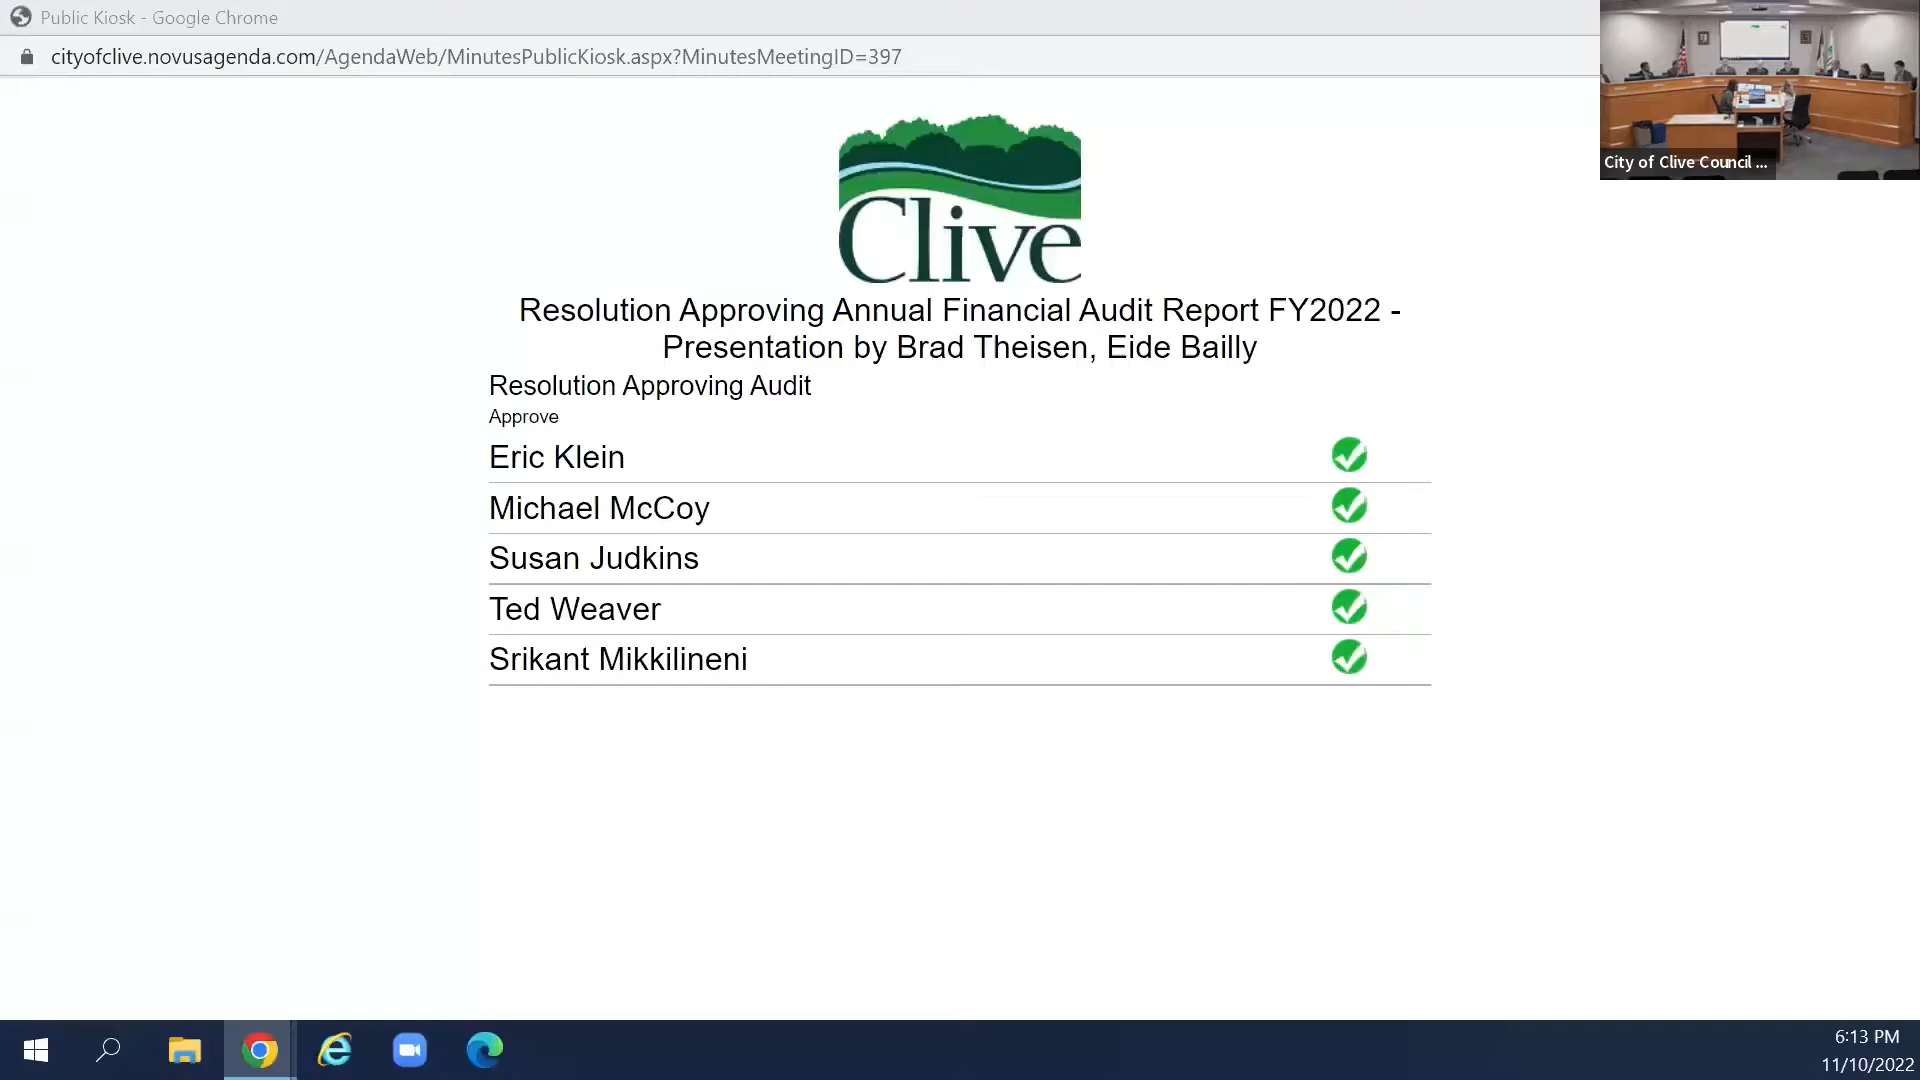 Public Kiosk - Google Chrome
cityofclive.novusagenda.com/AgendaWeb/MinutesPublicKiosk.aspx?MinutesMeetingID=397
City of Clive Council ...
Clive
Resolution Approving Annual Financial Audit Report FY2022 -
Presentation by Brad Theisen, Eide Bailly
Resolution Approving Audit
Approve
Eric Klein
Michael McCoy
Susan Judkins
Ted Weaver
Srikant Mikkilineni
6:13 PM
11/10/2022